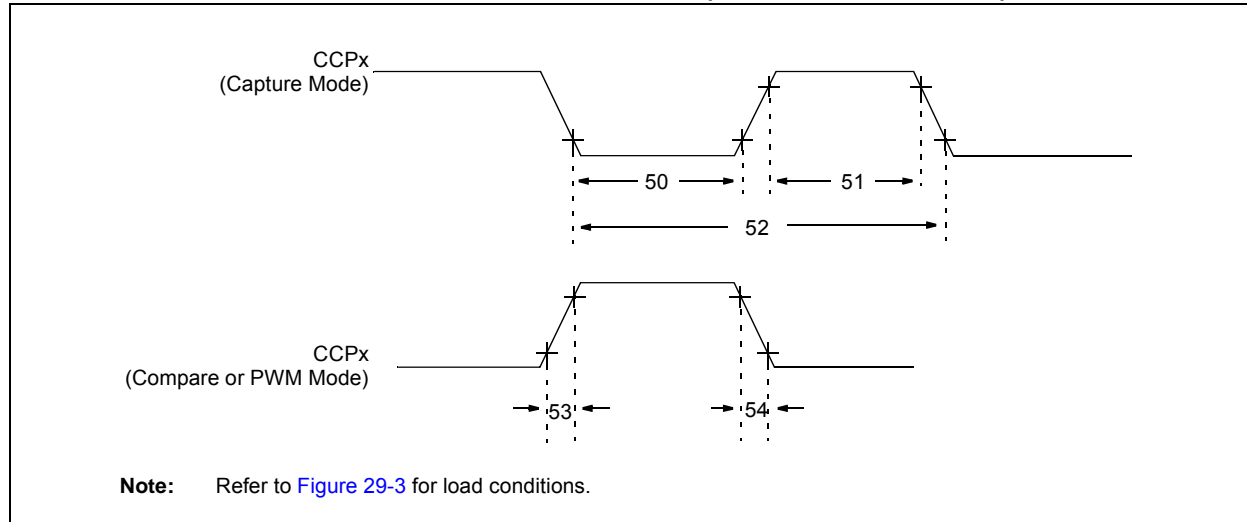 CCPx
(Capture Mode)
50
51
52
CCPx
(Compare or PWM Mode)
53
54
Note: Refer to Figure 29-3 for load conditions.